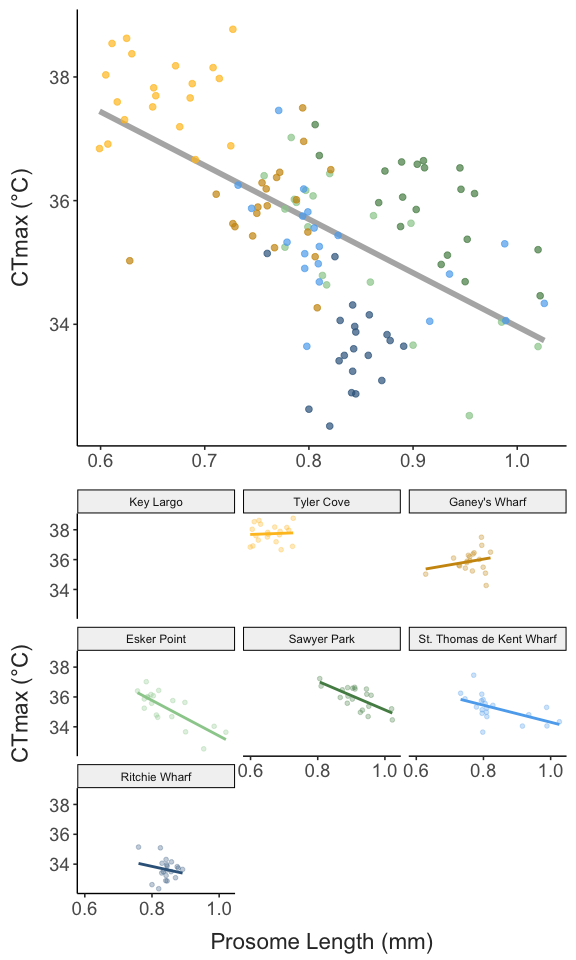 CTmax (°C)
38
36
34
0.6 0.7 0.8 0.9 1.0
Key Largo Tyler Cove Ganey's Wharf
38
36
34
Esker Point Sawyer Park St. Thomas de Kent Wharf
CTmax (°C)
38
36
34
0.6 0.8 1.0 0.6 0.8 1.0
Ritchie Wharf
38
36
34
0.6 0.8 1.0
Prosome Length (mm)